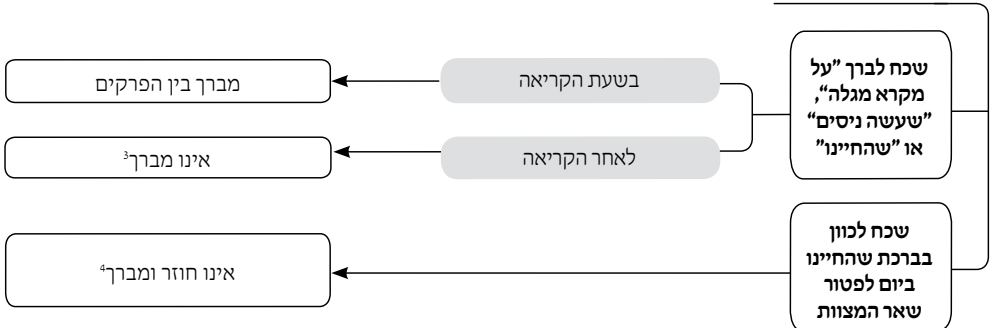 שכח לברך "על
מקרא מגלה",
"שעשה ניסים"
או "שהחיינו"
בשעת הקריאה
מברך בין הפרקים
לאחר הקריאה
אינו מברך³
שכח לכוון
בברכת שהחיינו
ביום לפטור
שאר המצוות
אינו חוזר ומברך⁴